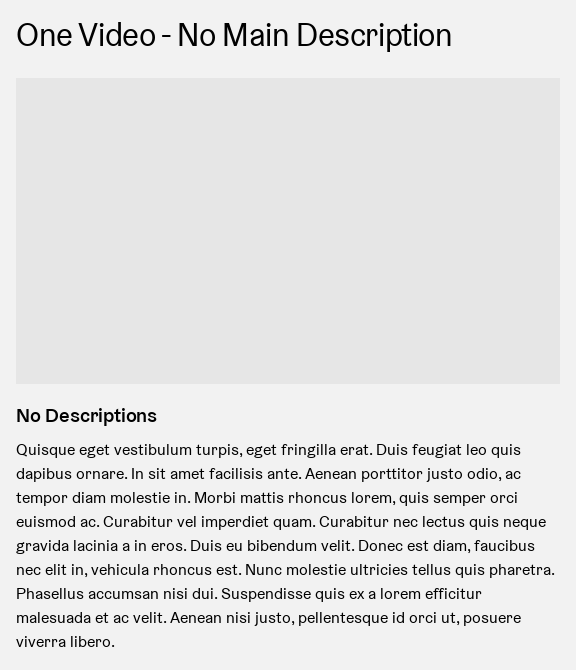 One Video - No Main Description
No Descriptions
Quisque eget vestibulum turpis, eget fringilla erat. Duis feugiat leo quis
dapibus ornare. In sit amet facilisis ante. Aenean porttitor justo odio, ac
tempor diam molestie in. Morbi mattis rhoncus lorem, quis semper orci
euismod ac. Curabitur vel imperdiet quam. Curabitur nec lectus quis neque
gravida lacinia a in eros. Duis eu bibendum velit. Donec est diam, faucibus
nec elit in, vehicula rhoncus est. Nunc molestie ultricies tellus quis pharetra.
Phasellus accumsan nisi dui. Suspendisse quis ex a lorem efficitur
malesuada et ac velit. Aenean nisi justo, pellentesque id orci ut, posuere
viverra libero.